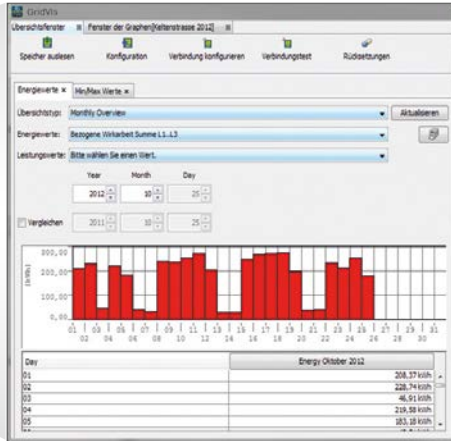 GridVis
Übersichtsfenster Fenster der Graphen[Keltenstrasse 2012]
Speicher auslesen Konfiguration Verbindung konfigurieren Verbindungstest Rücksetzungen
Energiewerte Min/Max Werte
Übersichtstyp: Monthly Overview Aktualisieren
Energiewerte: Bezogene Wirkarbeit Summe L1..L3
Leistungswerte: Bitte wählen Sie einen Wert.
Year Month Day
2012 10 25
Vergleichen 2011 10 25
300,00
200,00
100,00
0,00
[kWh]
01 03 05 07 09 11 13 15 17 19 21 23 25 27 29 31
02 04 06 08 10 12 14 16 18 20 22 24 26 28 30
Day Energy Oktober 2012
01 208,37 kWh
02 228,74 kWh
03 46,91 kWh
04 219,58 kWh
05 183,18 kWh